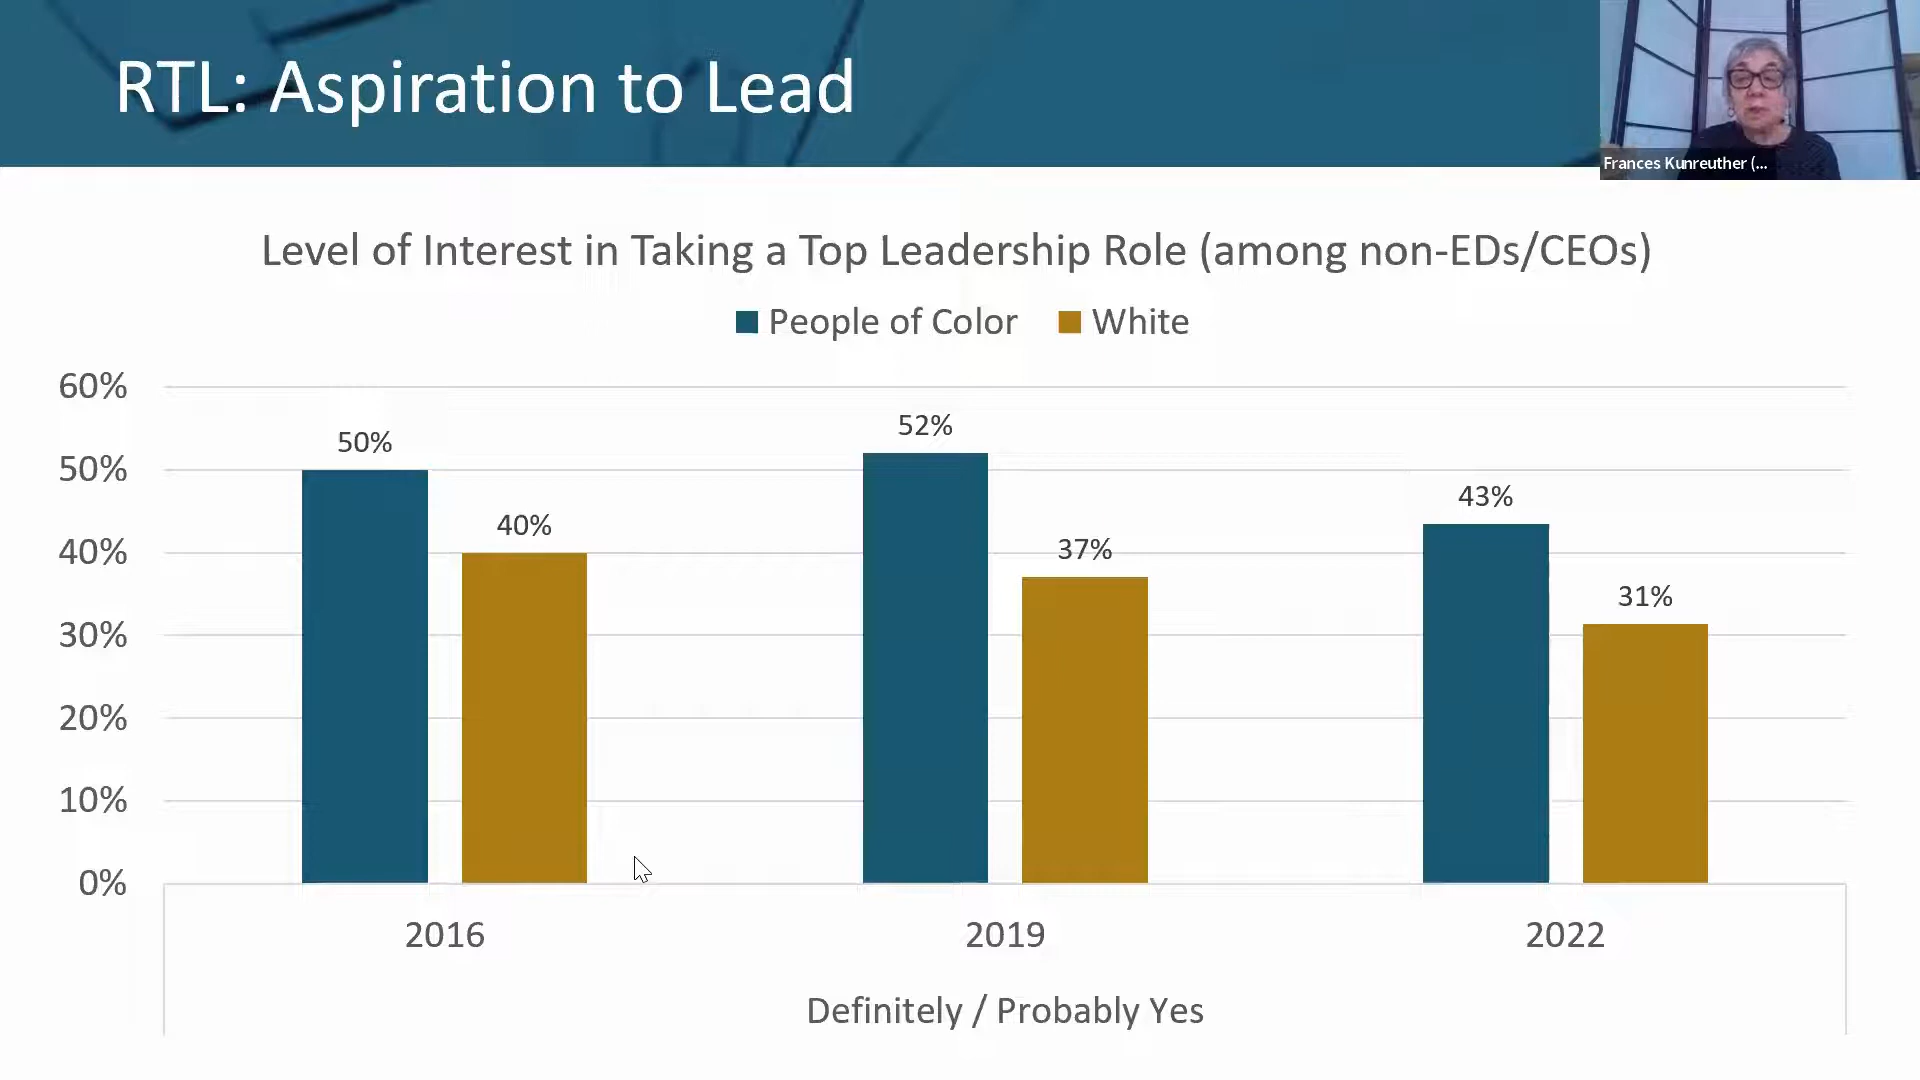 RTL: Aspiration to Lead
Frances Kunreuther (...
Level of Interest in Taking a Top Leadership Role (among non-EDs/CEOs)
People of Color White
60%
50%
40%
30%
20%
10%
0%
50%
40%
52%
37%
43%
31%
2016 2019 2022
Definitely / Probably Yes